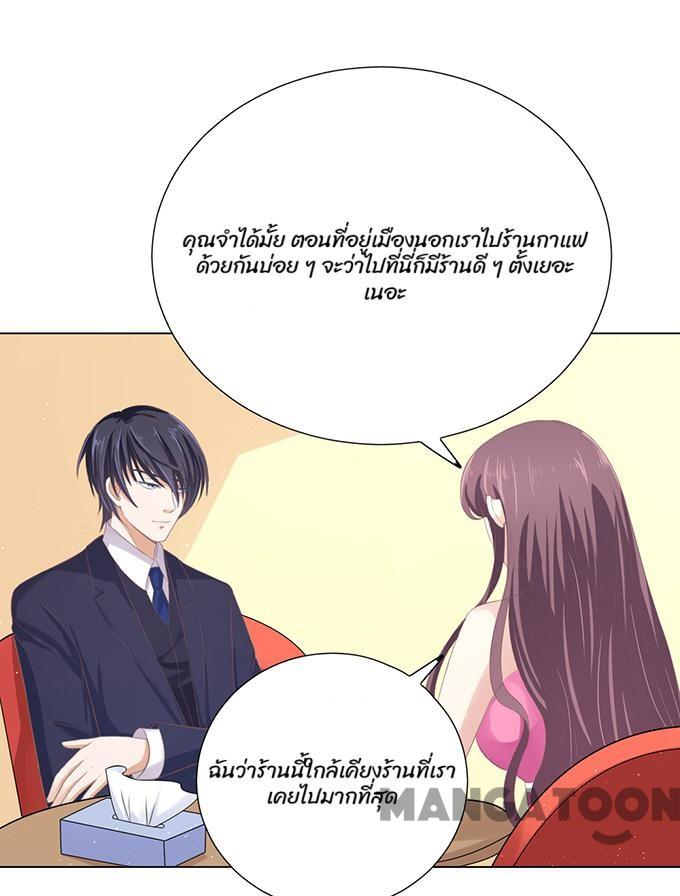 คุณจำได้มั้ย ตอนที่อยู่เมืองนอกเราไปร้านกาแฟ
ด้วยกันบ่อย ๆ จะว่าไปที่นี่ก็มีร้านดี ๆ ตั้งเยอะ
เนอะ
ฉันว่าร้านนี้ใกล้เคียงร้านที่เรา
เคยไปมากที่สุด
MANGATOON